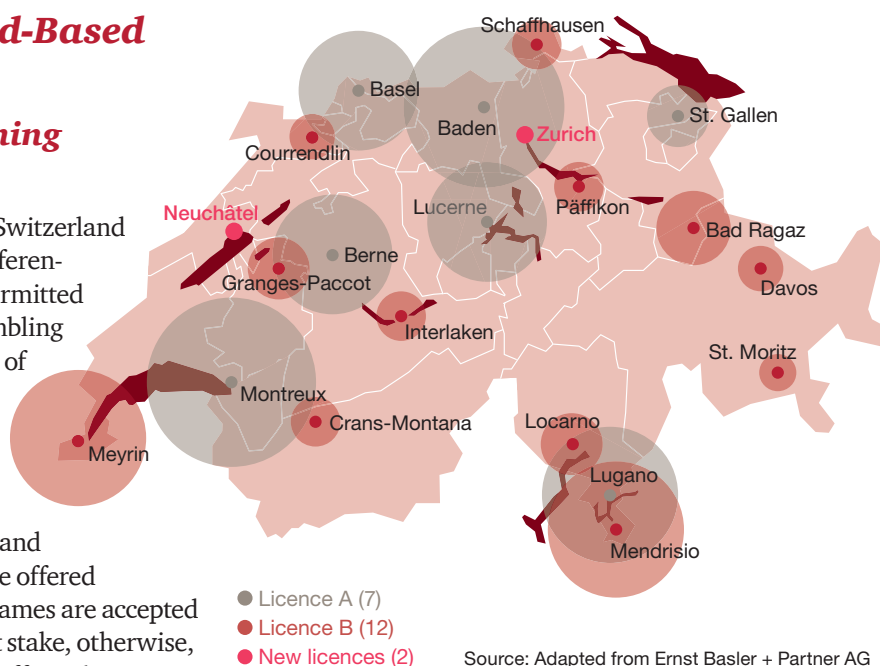 d-Based
ning
Switzerland
feren-
rmitted
mbling
of
and
e offered
ames are accepted
t stake, otherwise,
Schaffhausen
Basel
St. Gallen
Baden
Zurich
Courrendlin
Neuchâtel
Lucerne
Päffikon
Bad Ragaz
Berne
Granges-Paccot
Davos
Interlaken
St. Moritz
Montreux
Crans-Montana
Locarno
Meyrin
Lugano
Mendrisio
Licence A (7)
Licence B (12)
New licences (2)
Source: Adapted from Ernst Basler + Partner AG